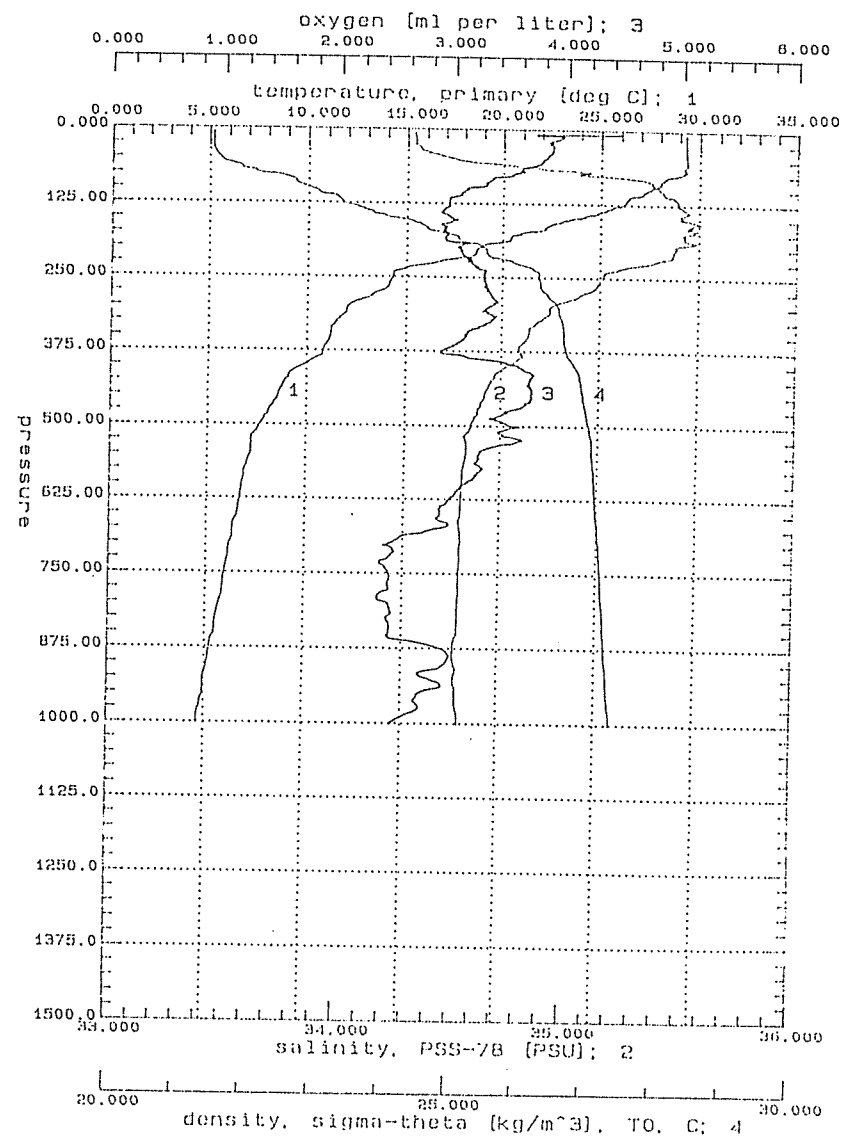 oxygen [ml per liter]; 3
0.000 1.000 2.000 3.000 4.000 5.000 6.000
temperature, primary [deg C]; 1
0.000 5.000 10.000 15.000 20.000 25.000 30.000 35.000
0.000
125.00
250.00
375.00
500.00
625.00
750.00
875.00
1000.0
1125.0
1250.0
1375.0
1500.0
pressure
1 2 3 4
33.000 34.000 35.000 36.000
salinity, PSS-78 [PSU]; 2
20.000 25.000 30.000
density, sigma-theta [kg/m^3], T0, C; 4